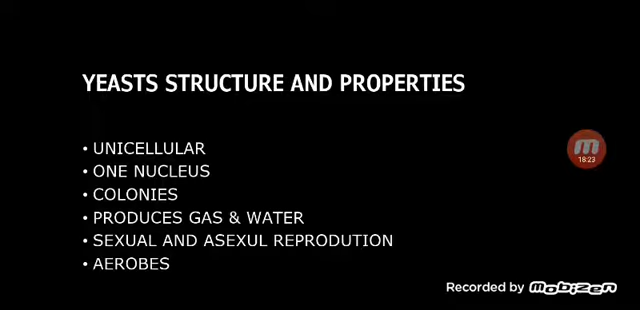 YEASTS STRUCTURE AND PROPERTIES
• UNICELLULAR
• ONE NUCLEUS
• COLONIES
• PRODUCES GAS & WATER
• SEXUAL AND ASEXUL REPRODUTION
• AEROBES
18:23
Recorded by Mobizen